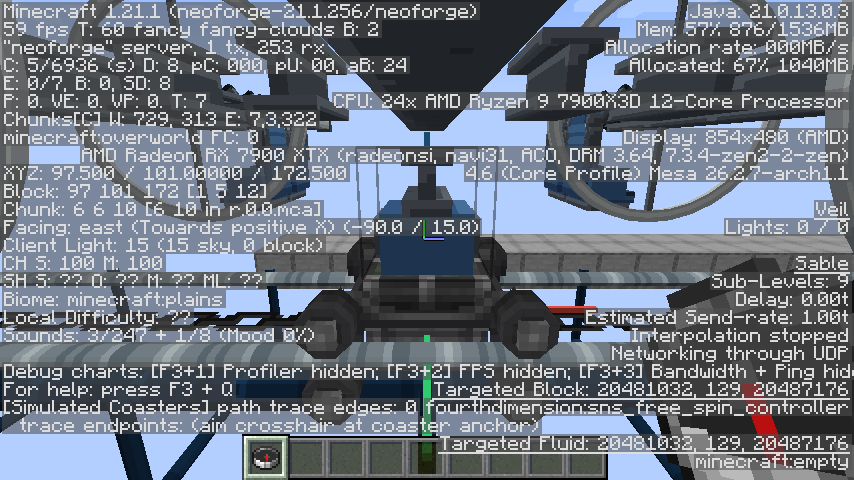 Minecraft 1.21.1 (neoforge-21.1.256/neoforge)
59 fps T: 60 fancy fancy-clouds B: 2
"neoforge" server, 1 tx, 253 rx
C: 5/6936 (s) D: 8, pC: 000, pU: 00, aB: 24
E: 0/7, B: 0, SD: 8
P: 0. VE: 0. VP: 0. T: 7
Chunks[C] W: 729, 313 E: 7,3,322
minecraft:overworld FC: 0
XYZ: 97.500 / 101.00000 / 172.500
Block: 97 101 172 [1 5 12]
Chunk: 6 6 10 [6 10 in r.0.0.mca]
Facing: east (Towards positive X) (-90.0 / 15.0)
Client Light: 15 (15 sky, 0 block)
CH S: 100 M: 100
SH S: ?? O: ?? M: ?? ML: ??
Biome: minecraft:plains
Local Difficulty: ??
Sounds: 3/247 + 1/8 (Mood 0%)
Debug charts: [F3+1] Profiler hidden; [F3+2] FPS hidden; [F3+3] Bandwidth + Ping hid
For help: press F3 + Q
[Simulated Coasters] path trace edges: 0
trace endpoints: (aim crosshair at coaster anchor)
Java: 21.0.13.0.3
Mem: 57% 876/1536MB
Allocation rate: 000MB/s
Allocated: 67% 1040MB
CPU: 24x AMD Ryzen 9 7900X3D 12-Core Processor
Display: 854x480 (AMD)
AMD Radeon RX 7900 XTX (radeonsi, navi31, ACO, DRM 3.64, 7.3.4-zen2-2-zen)
4.6 (Core Profile) Mesa 26.2.7-arch1.1
Veil
Lights: 0 / 0
Sable
Sub-Levels: 9
Delay: 0.00t
Estimated Send-rate: 1.00t
Interpolation stopped
Networking through UDP
Targeted Block: 20481032, 129, 20487176
fourthdimension:sns_free_spin_controller
Targeted Fluid: 20481032, 129, 20487176
minecraft:empty